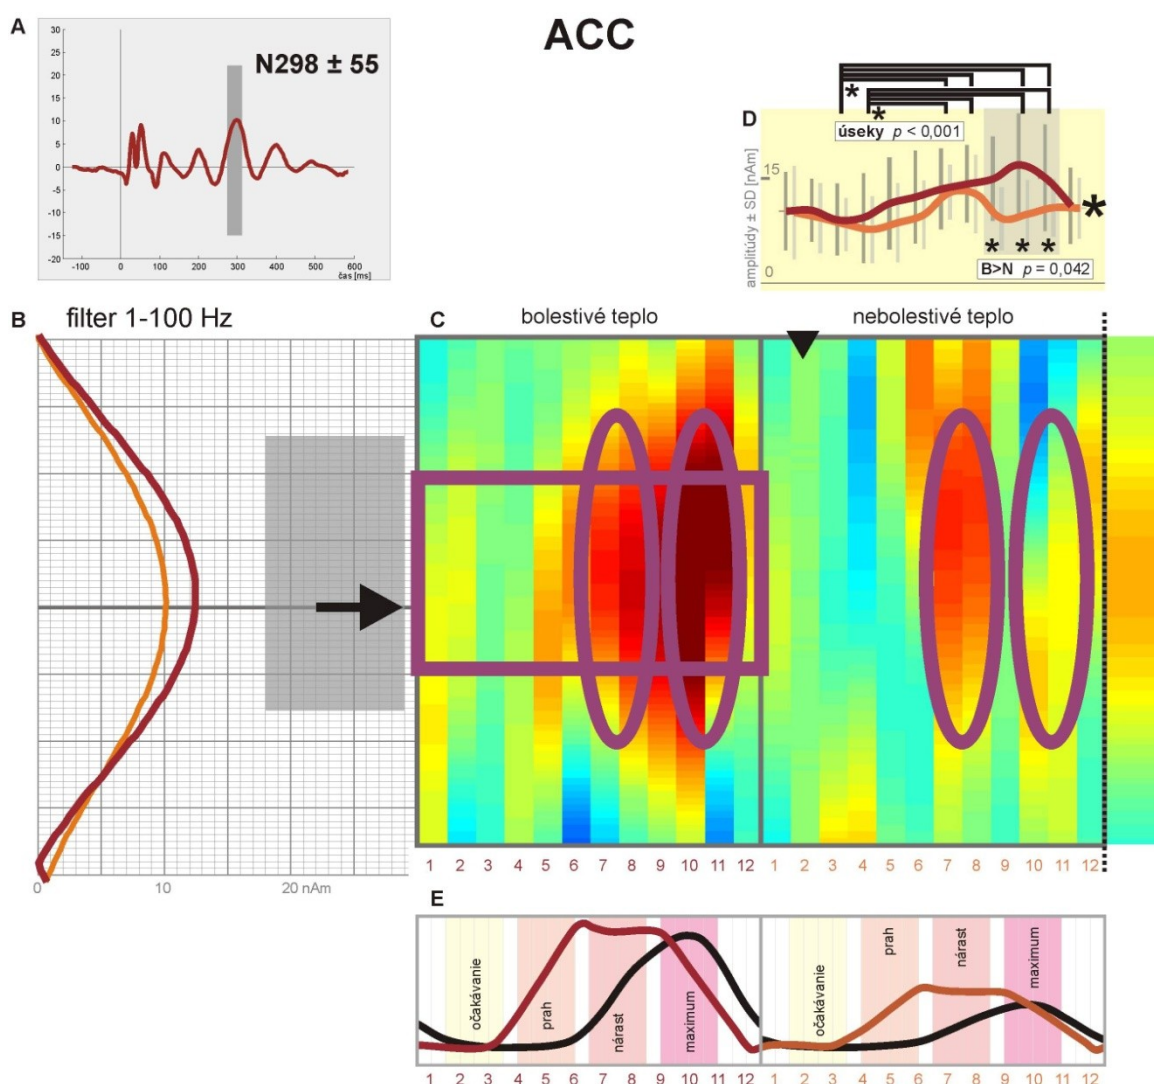 ACC
A
30
25
20
15
10
5
0
-5
-10
-15
-20
-100 0 100 200 300 400 500 600
čas [ms]
N298 ± 55
D
*
*
úseky p < 0,001
amplitúdy ± SD [nAm]
15
0
*
* * *
B>N p = 0,042
B
filter 1-100 Hz
0 10 20 nAm
C
bolestivé teplo nebolestivé teplo
1 2 3 4 5 6 7 8 9 10 11 12 1 2 3 4 5 6 7 8 9 10 11 12
E
očakávanie prah nárast maximum očakávanie prah nárast maximum
1 2 3 4 5 6 7 8 9 10 11 12 1 2 3 4 5 6 7 8 9 10 11 12